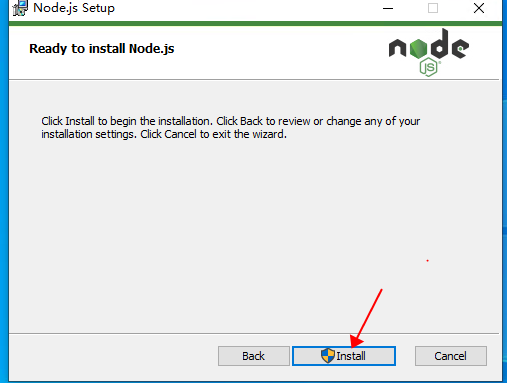 Node.js Setup
Ready to install Node.js
node
JS
Click Install to begin the installation. Click Back to review or change any of your
installation settings. Click Cancel to exit the wizard.
Back
Install
Cancel